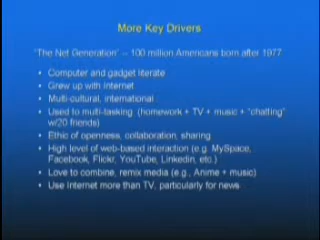 More Key Drivers
"The Net Generation" – 100 million Americans born after 1977
• Computer and gadget literate
• Grew up with Internet
• Multi-cultural, international
• Used to multi-tasking (homework + TV + music + "chatting"
w/20 friends)
• Ethic of openness, collaboration, sharing
• High level of web-based interaction (e.g. MySpace,
Facebook, Flickr, YouTube, Linkedin, etc.)
• Love to combine, remix media (e.g., Anime + music)
• Use Internet more than TV, particularly for news